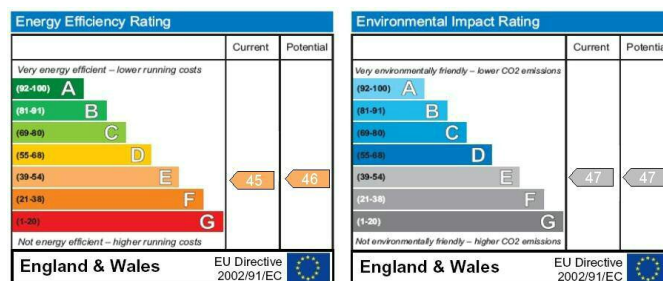 Energy Efficiency Rating
Current Potential
Very energy efficient – lower running costs
(92-100) A
(81-91) B
(69-80) C
(55-68) D
(39-54) E
45 46
(21-38) F
(1-20) G
Not energy efficient – higher running costs
England & Wales
EU Directive
2002/91/EC
Environmental Impact Rating
Current Potential
Very environmentally friendly – lower CO2 emissions
(92-100) A
(81-91) B
(69-80) C
(55-68) D
(39-54) E
47 47
(21-38) F
(1-20) G
Not environmentally friendly – higher CO2 emissions
England & Wales
EU Directive
2002/91/EC